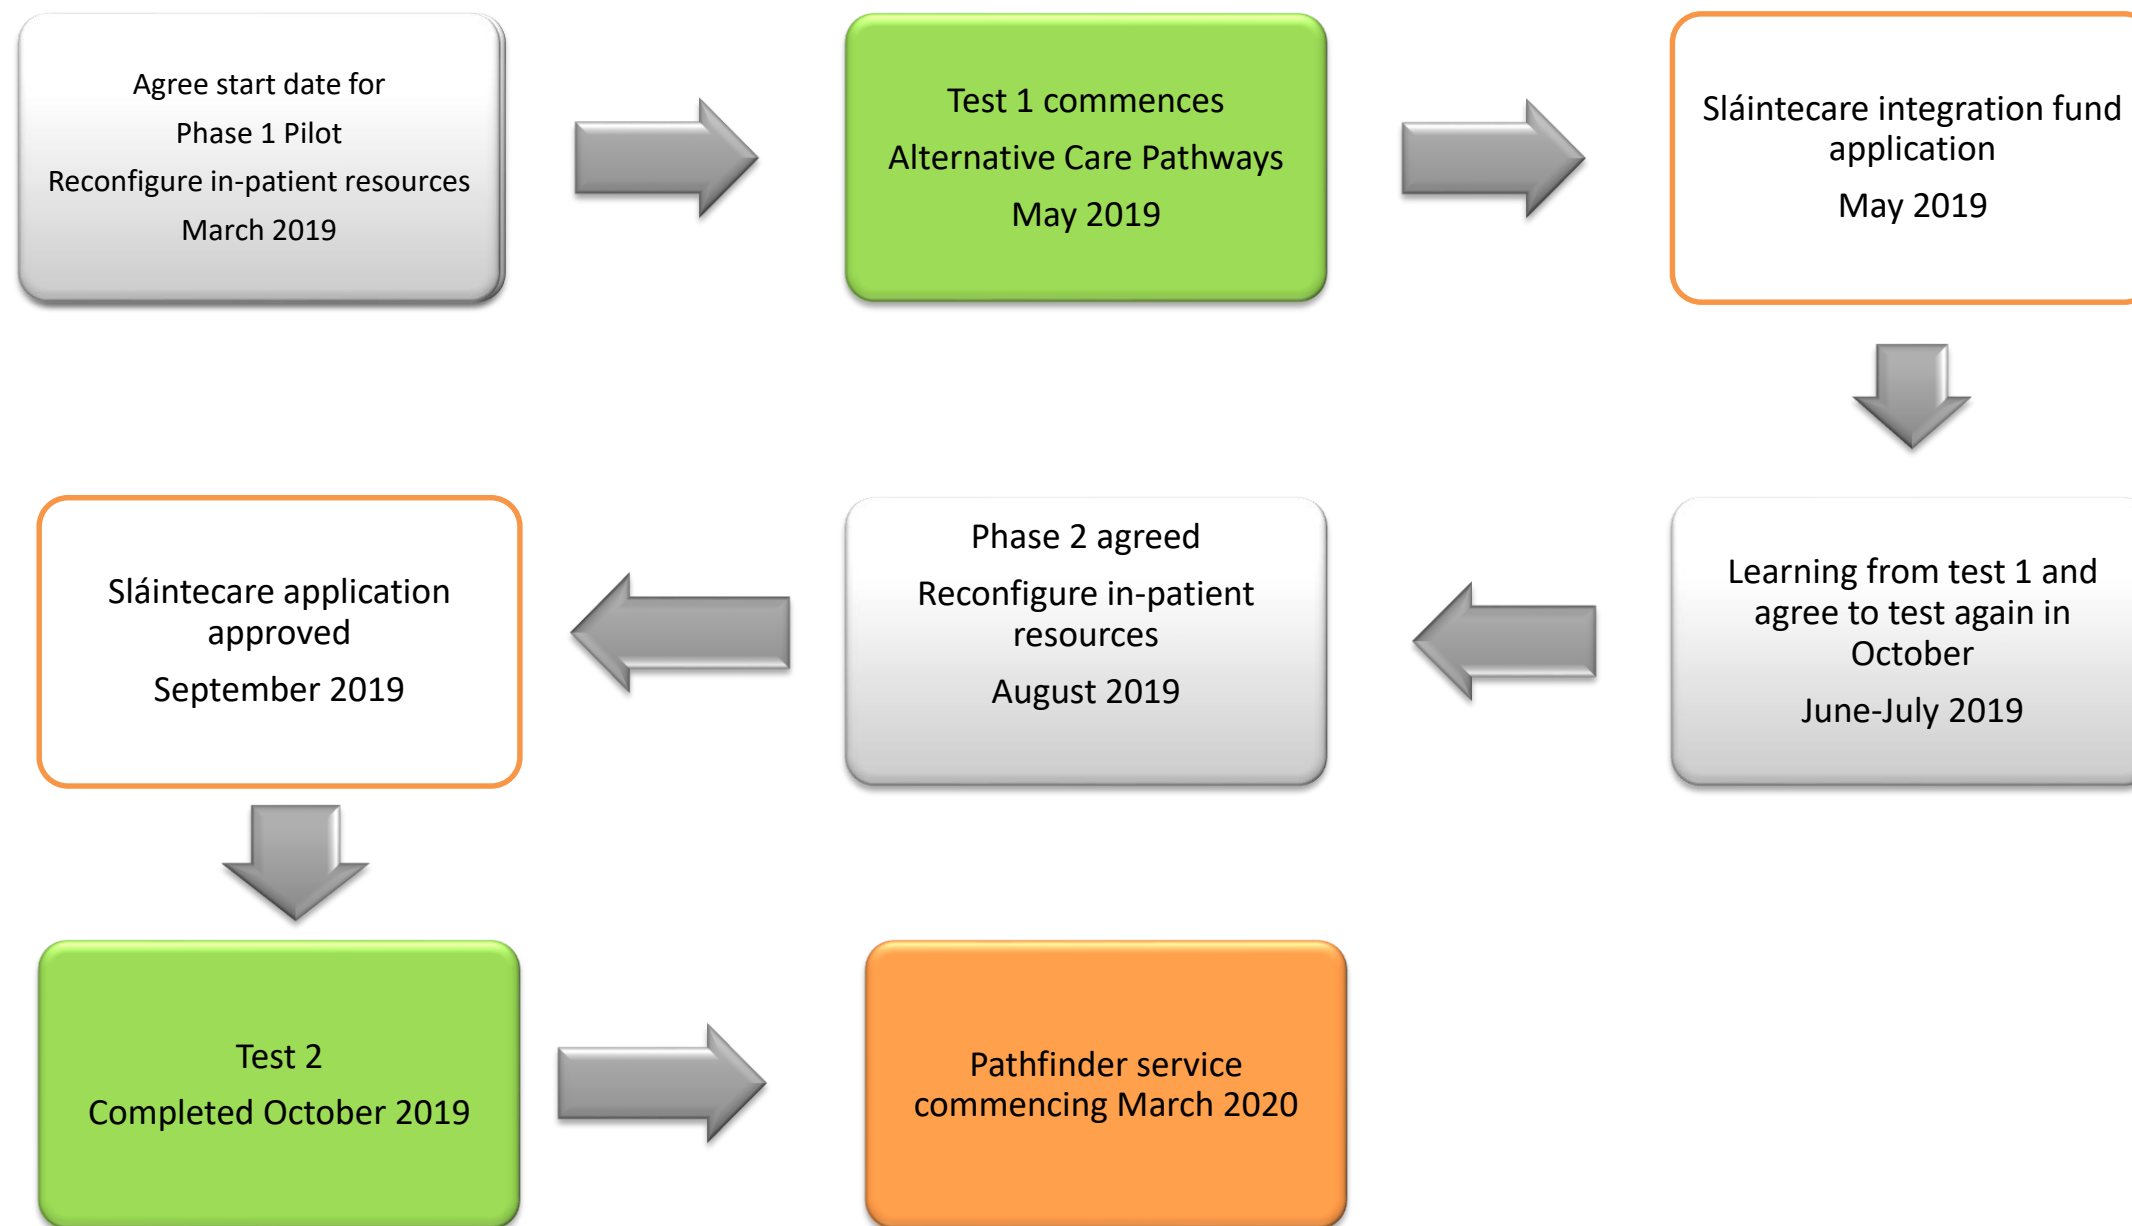 Agree start date for
Phase 1 Pilot
Reconfigure in-patient resources
March 2019
Test 1 commences
Alternative Care Pathways
May 2019
Sláintecare integration fund
application
May 2019
Learning from test 1 and
agree to test again in
October
June-July 2019
Phase 2 agreed
Reconfigure in-patient
resources
August 2019
Sláintecare application
approved
September 2019
Test 2
Completed October 2019
Pathfinder service
commencing March 2020